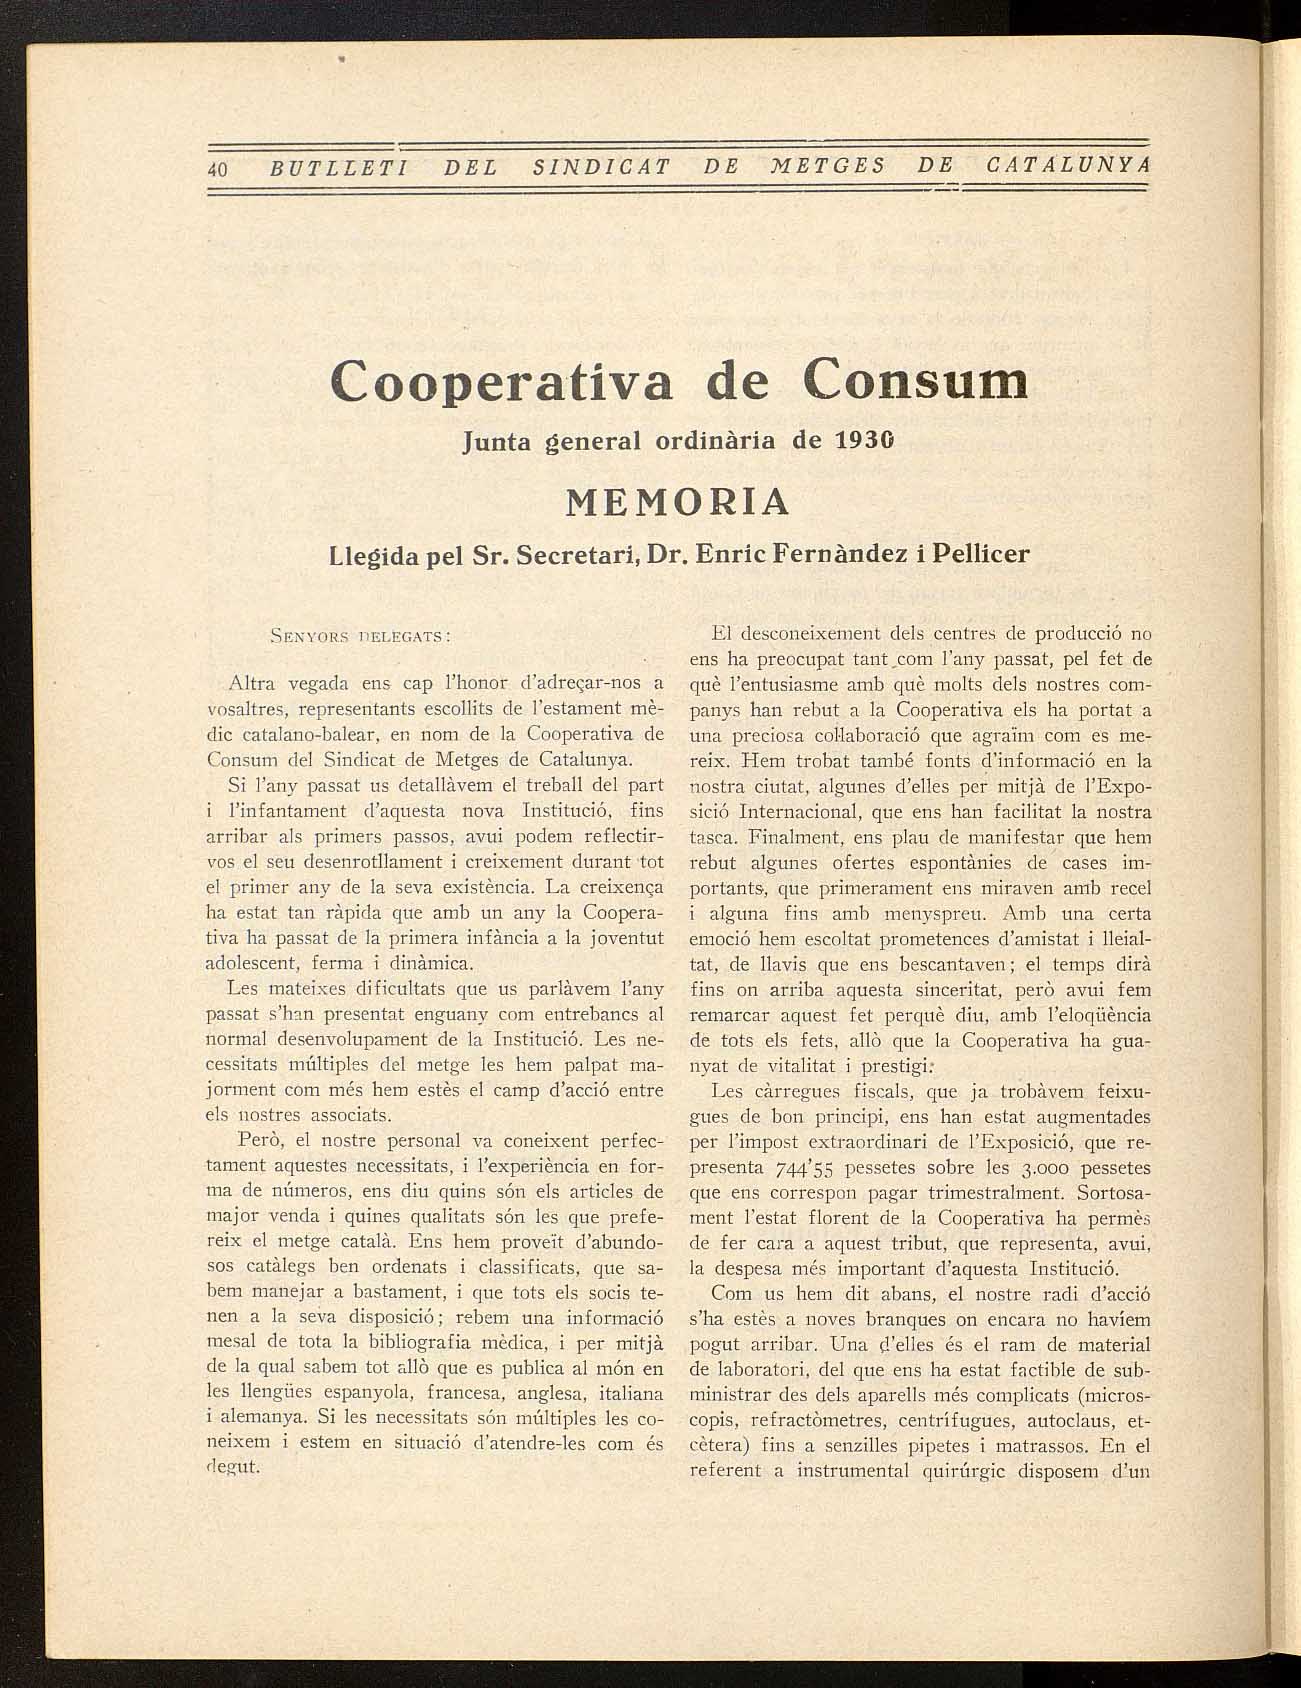 40 BUTLLETI DEL SINDICAT DE METGES DE CATALUNYA
Cooperativa de Consum
Junta general ordinària de 1930
MEMORIA
Llegida pel Sr. Secretari, Dr. Enric Fernàndez i Pellicer
SENYORS DELEGATS:
Altra vegada ens cap l'honor d'adreçar-nos a
vosaltres, representants escollits de l'estament mè-
dic catalano-balear, en nom de la Cooperativa de
Consum del Sindicat de Metges de Catalunya.
Si l'any passat us detallàvem el treball del part
i l'infantament d'aquesta nova Institució, fins
arribar als primers passos, avui podem reflectir-
vos el seu desenrotllament i creixement durant tot
el primer any de la seva existència. La creixença
ha estat tan ràpida que amb un any la Coopera-
tiva ha passat de la primera infància a la joventut
adolescent, ferma i dinàmica.
Les mateixes dificultats que us parlàvem l'any
passat s'han presentat enguany com entrebancs al
normal desenvolupament de la Institució. Les ne-
cessitats múltiples del metge les hem palpat ma-
jorment com més hem estès el camp d'acció entre
els nostres associats.
Però, el nostre personal va coneixent perfec-
tament aquestes necessitats, i l'experiència en for-
ma de números, ens diu quins són els articles de
major venda i quines qualitats són les que prefe-
reix el metge català. Ens hem proveït d'abundo-
sos catàlegs ben ordenats i classificats, que sa-
bem manejar a bastament, i que tots els socis te-
nen a la seva disposició; rebem una informació
mesal de tota la bibliografia mèdica, i per mitjà
de la qual sabem tot allò que es publica al món en
les llengües espanyola, francesa, anglesa, italiana
i alemanya. Si les necessitats són múltiples les co-
neixem i estem en situació d'atendre-les com és
degut.
El desconeixement dels centres de producció no
ens ha preocupat tant com l'any passat, pel fet de
què l'entusiasme amb què molts dels nostres com-
panys han rebut a la Cooperativa els ha portat a
una preciosa coŀlaboració que agraïm com es me-
reix. Hem trobat també fonts d'informació en la
nostra ciutat, algunes d'elles per mitjà de l'Expo-
sició Internacional, que ens han facilitat la nostra
tasca. Finalment, ens plau de manifestar que hem
rebut algunes ofertes espontànies de cases im-
portants, que primerament ens miraven amb recel
i alguna fins amb menyspreu. Amb una certa
emoció hem escoltat prometences d'amistat i lleial-
tat, de llavis que ens bescantaven; el temps dirà
fins on arriba aquesta sinceritat, però avui fem
remarcar aquest fet perquè diu, amb l'eloqüència
de tots els fets, allò que la Cooperativa ha gua-
nyat de vitalitat i prestigi:
Les càrregues fiscals, que ja trobàvem feixu-
gues de bon principi, ens han estat augmentades
per l'impost extraordinari de l'Exposició, que re-
presenta 744'55 pessetes sobre les 3.000 pessetes
que ens correspon pagar trimestralment. Sortosa-
ment l'estat florent de la Cooperativa ha permès
de fer cara a aquest tribut, que representa, avui,
la despesa més important d'aquesta Institució.
Com us hem dit abans, el nostre radi d'acció
s'ha estès a noves branques on encara no havíem
pogut arribar. Una d'elles és el ram de material
de laboratori, del que ens ha estat factible de sub-
ministrar des dels aparells més complicats (micros-
copis, refractòmetres, centrífugues, autoclaus, et-
cètera) fins a senzilles pipetes i matrassos. En el
referent a instrumental quirúrgic disposem d'un